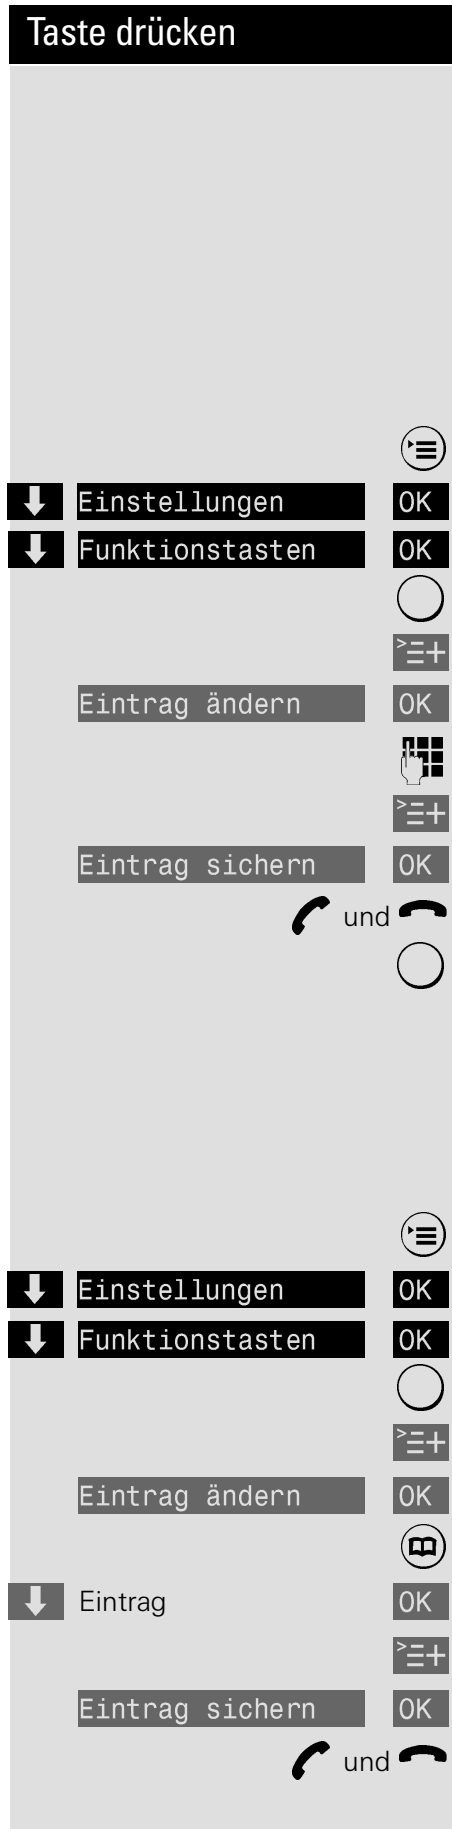 Taste drücken
Einstellungen OK
Funktionstasten OK
>≡+
Eintrag ändern OK
>≡+
Eintrag sichern OK
und
Einstellungen OK
Funktionstasten OK
>≡+
Eintrag ändern OK
Eintrag OK
>≡+
Eintrag sichern OK
und